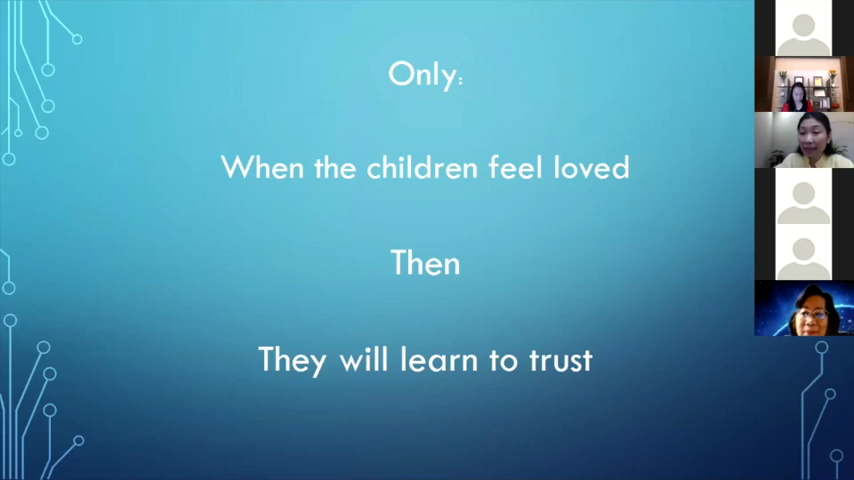 Only:
When the children feel loved
Then
They will learn to trust